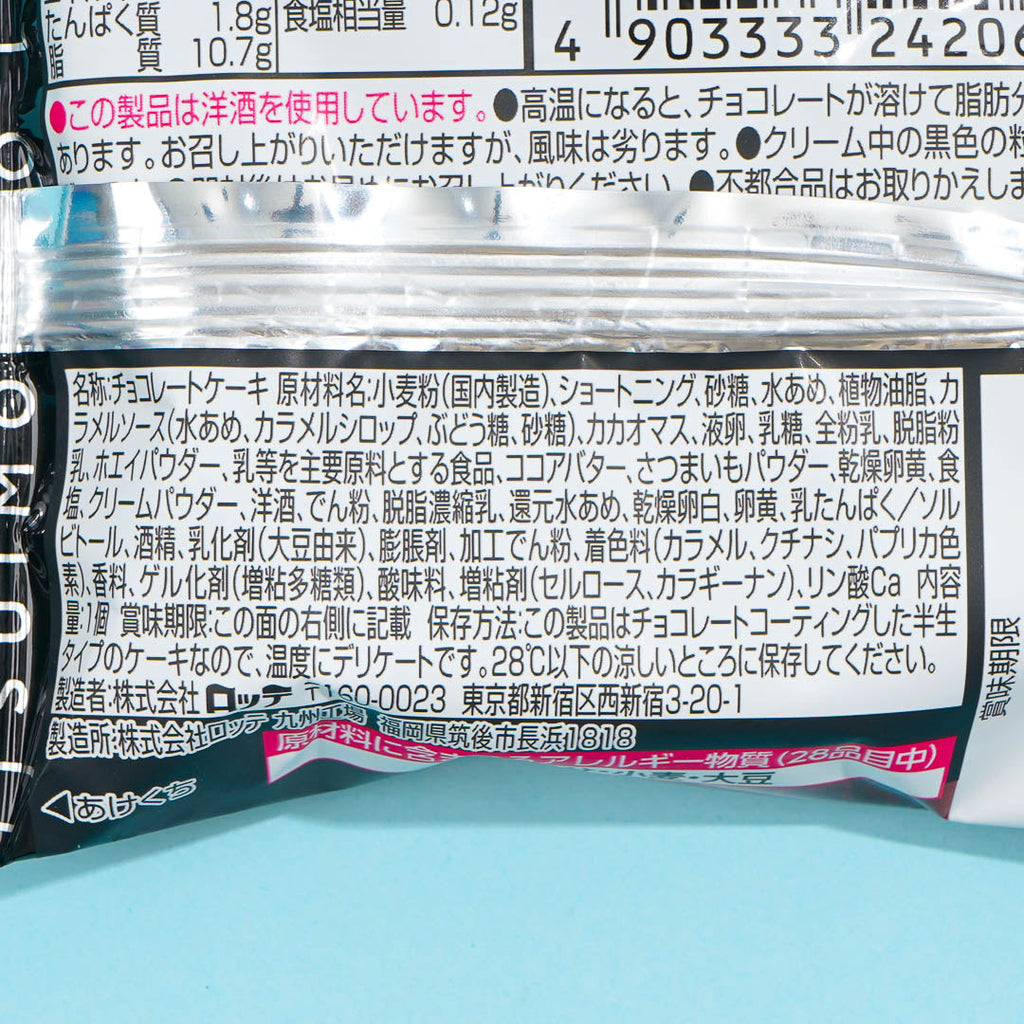 たんぱく質 1.8g 食塩相当量 0.12g
脂質 10.7g
4 903333 24206
●この製品は洋酒を使用しています。●高温になると、チョコレートが溶けて脂肪分
あります。お召し上がりいただけますが、風味は劣ります。●クリーム中の黒色の粒
●不都合品はお取りかえしま
名称:チョコレートケーキ 原材料名:小麦粉(国内製造)、ショートニング、砂糖、水あめ、植物油脂、カ
ラメルソース(水あめ、カラメルシロップ、ぶどう糖、砂糖)、カカオマス、液卵、乳糖、全粉乳、脱脂粉
乳、ホエイパウダー、乳等を主要原料とする食品、ココアバター、さつまいもパウダー、乾燥卵黄、食
塩、クリームパウダー、洋酒、でん粉、脱脂濃縮乳、還元水あめ、乾燥卵白、卵黄、乳たんぱく/ソル
ビトール、酒精、乳化剤(大豆由来)、膨脹剤、加工でん粉、着色料(カラメル、クチナシ、パプリカ色
素)、香料、ゲル化剤(増粘多糖類)、酸味料、増粘剤(セルロース、カラギーナン)、リン酸Ca 内容
量:1個 賞味期限:この面の右側に記載 保存方法:この製品はチョコレートコーティングした半生
タイプのケーキなので、温度にデリケートです。28℃以下の涼しいところに保存してください。
製造者:株式会社 ロッテ 〒160-0023 東京都新宿区西新宿3-20-1
製造所:株式会社ロッテ 九州工場 福岡県筑後市長浜1818
原材料に含まれるアレルギー物質(28品目中)
小麦・大豆
◁あけくち
賞味期限